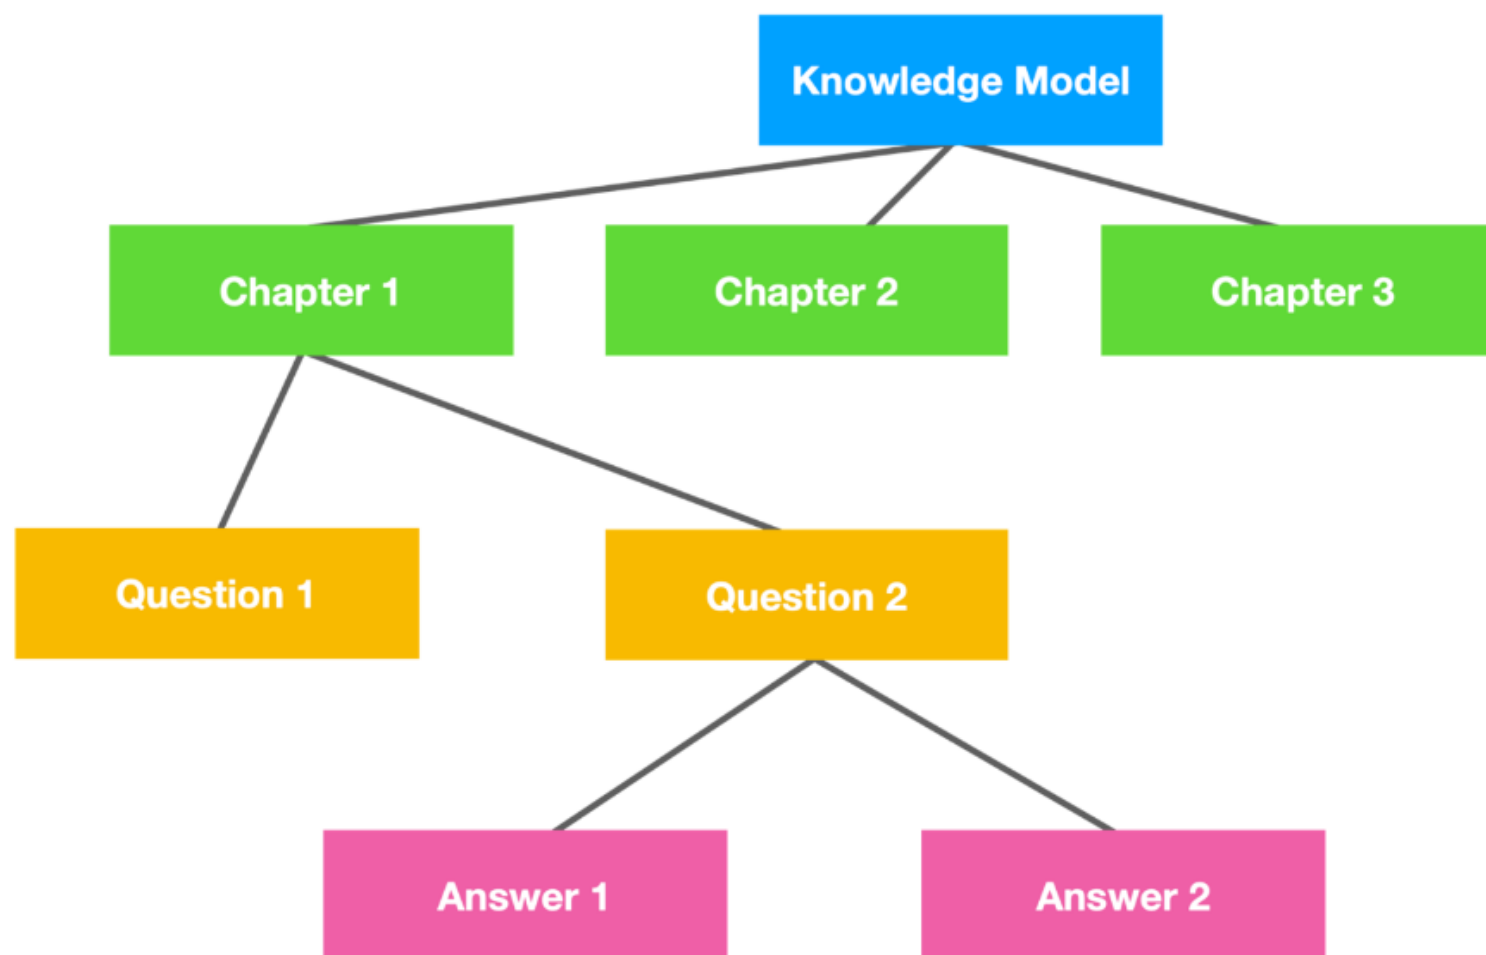 Knowledge Model
Chapter 1
Chapter 2
Chapter 3
Question 1
Question 2
Answer 1
Answer 2